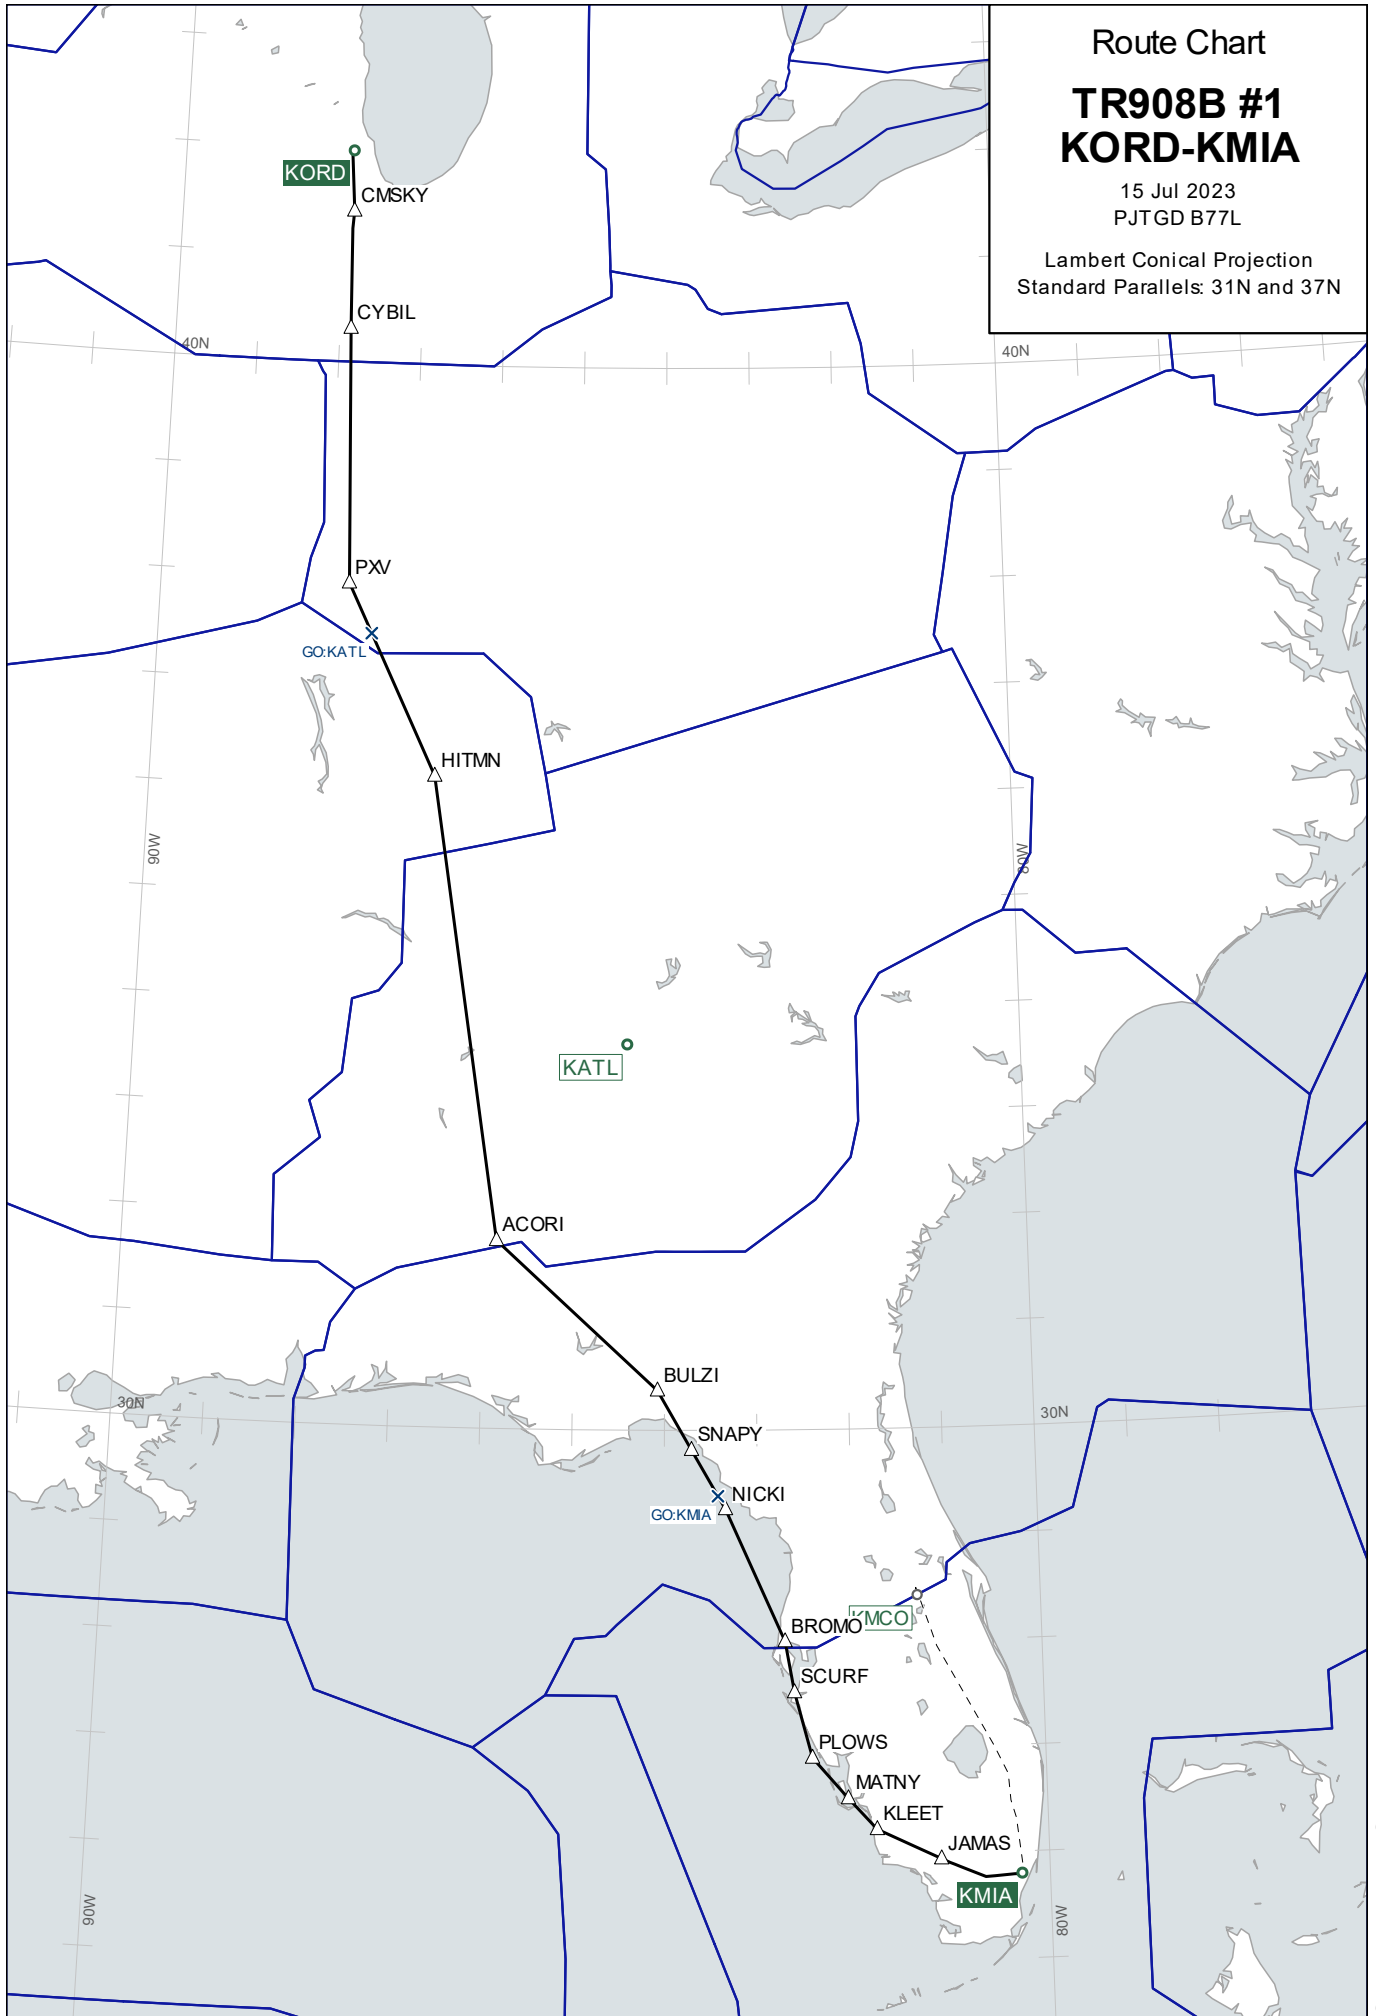 Route Chart
TR908B #1
KORD-KMIA
15 Jul 2023
PJTGD B77L
Lambert Conical Projection
Standard Parallels: 31N and 37N
KORD
CMSKY
CYBIL
40N
40N
PXV
GO:KATL
HITMN
90W
80W
KATL
ACORI
BULZI
30N
30N
SNAPY
NICKI
GO:KMIA
KMCO
BROMO
SCURF
PLOWS
MATNY
KLEET
JAMAS
KMIA
90W
80W